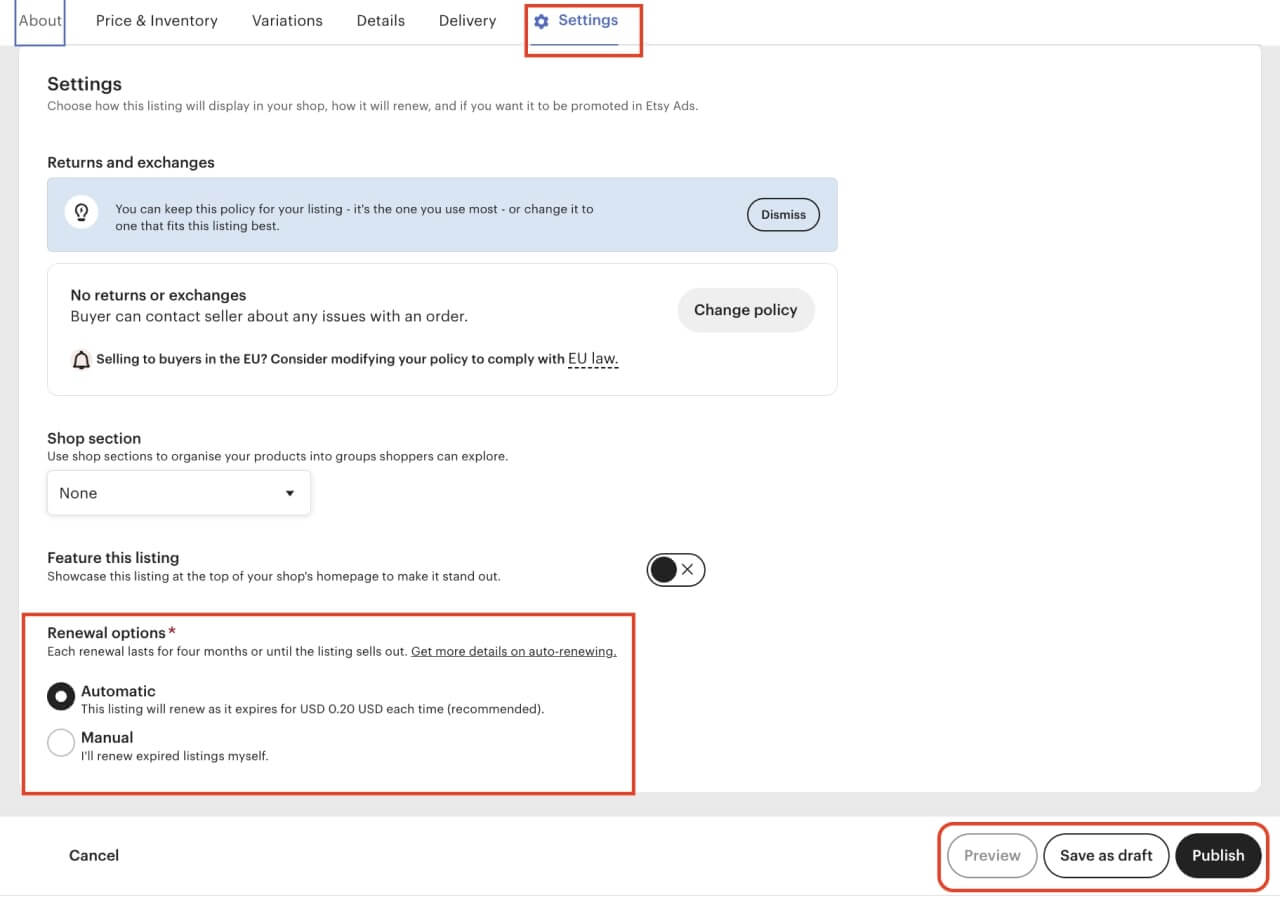 About Price & Inventory Variations Details Delivery Settings
Settings
Choose how this listing will display in your shop, how it will renew, and if you want it to be promoted in Etsy Ads.
Returns and exchanges
You can keep this policy for your listing - it's the one you use most - or change it to
one that fits this listing best.
Dismiss
No returns or exchanges
Buyer can contact seller about any issues with an order.
Change policy
Selling to buyers in the EU? Consider modifying your policy to comply with EU law.
Shop section
Use shop sections to organise your products into groups shoppers can explore.
None
Feature this listing
Showcase this listing at the top of your shop's homepage to make it stand out.
Renewal options*
Each renewal lasts for four months or until the listing sells out. Get more details on auto-renewing.
Automatic
This listing will renew as it expires for USD 0.20 USD each time (recommended).
Manual
I'll renew expired listings myself.
Cancel Preview Save as draft Publish